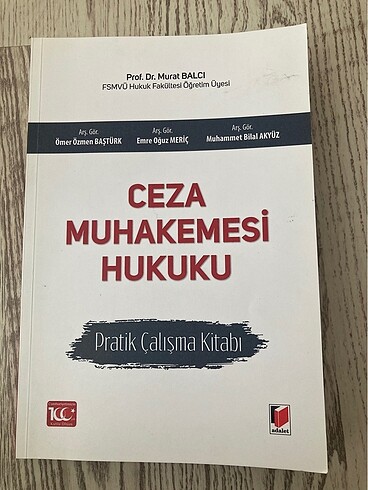 Prof. Dr. Murat BALCI
FSMVÜ Hukuk Fakültesi Öğretim Üyesi
Arş. Gör.
Ömer Özmen BAŞTÜRK
Arş. Gör.
Emre Oğuz MERİÇ
Arş. Gör.
Muhammet Bilal AKYÜZ
CEZA
MUHAKEMESİ
HUKUKU
Pratik Çalışma Kitabı
100
adalet